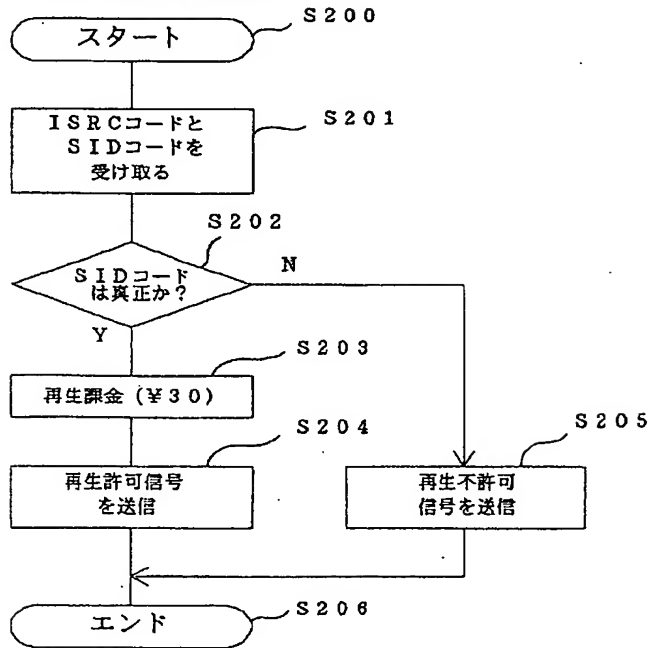 スタート
S200
ISRCコードと
SIDコードを
受け取る
S201
S202
SIDコード
は真正か?
N
Y
S203
再生課金(¥30)
S204
再生許可信号
を送信
S205
再生不許可
信号を送信
エンド
S206